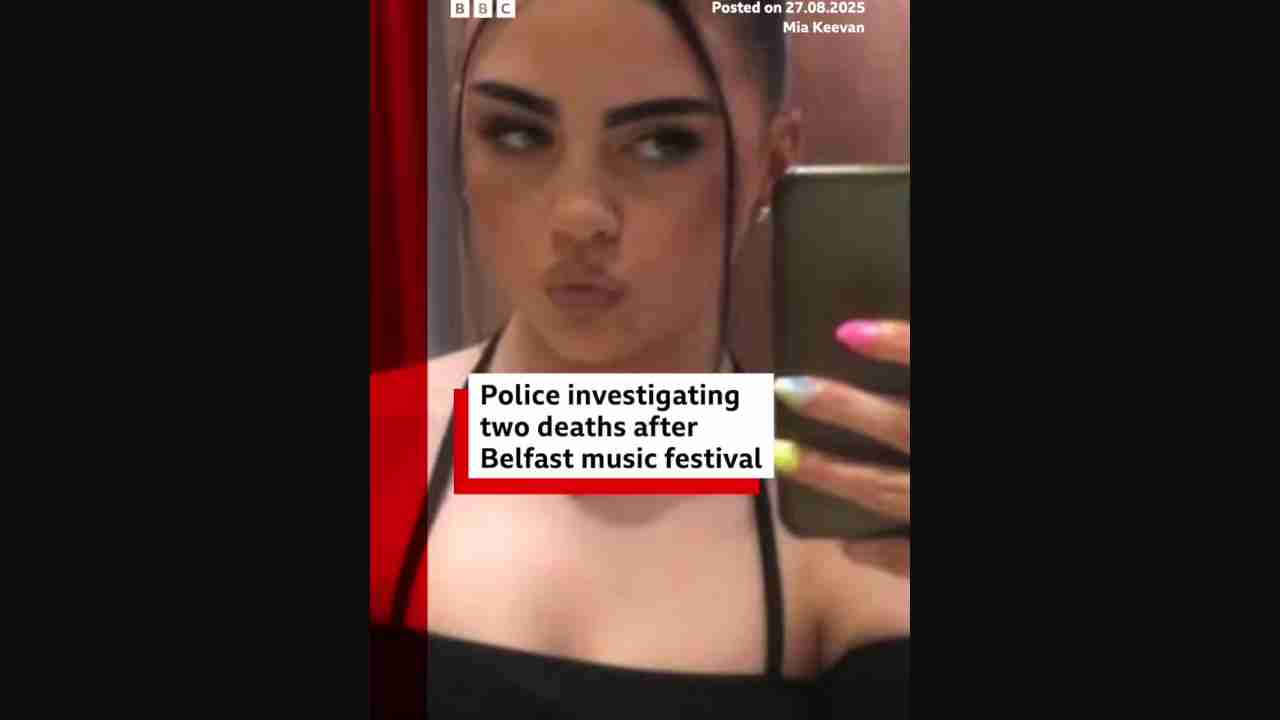 BBC
Posted on 27.08.2025
Mia Keevan
Police investigating
two deaths after
Belfast music festival